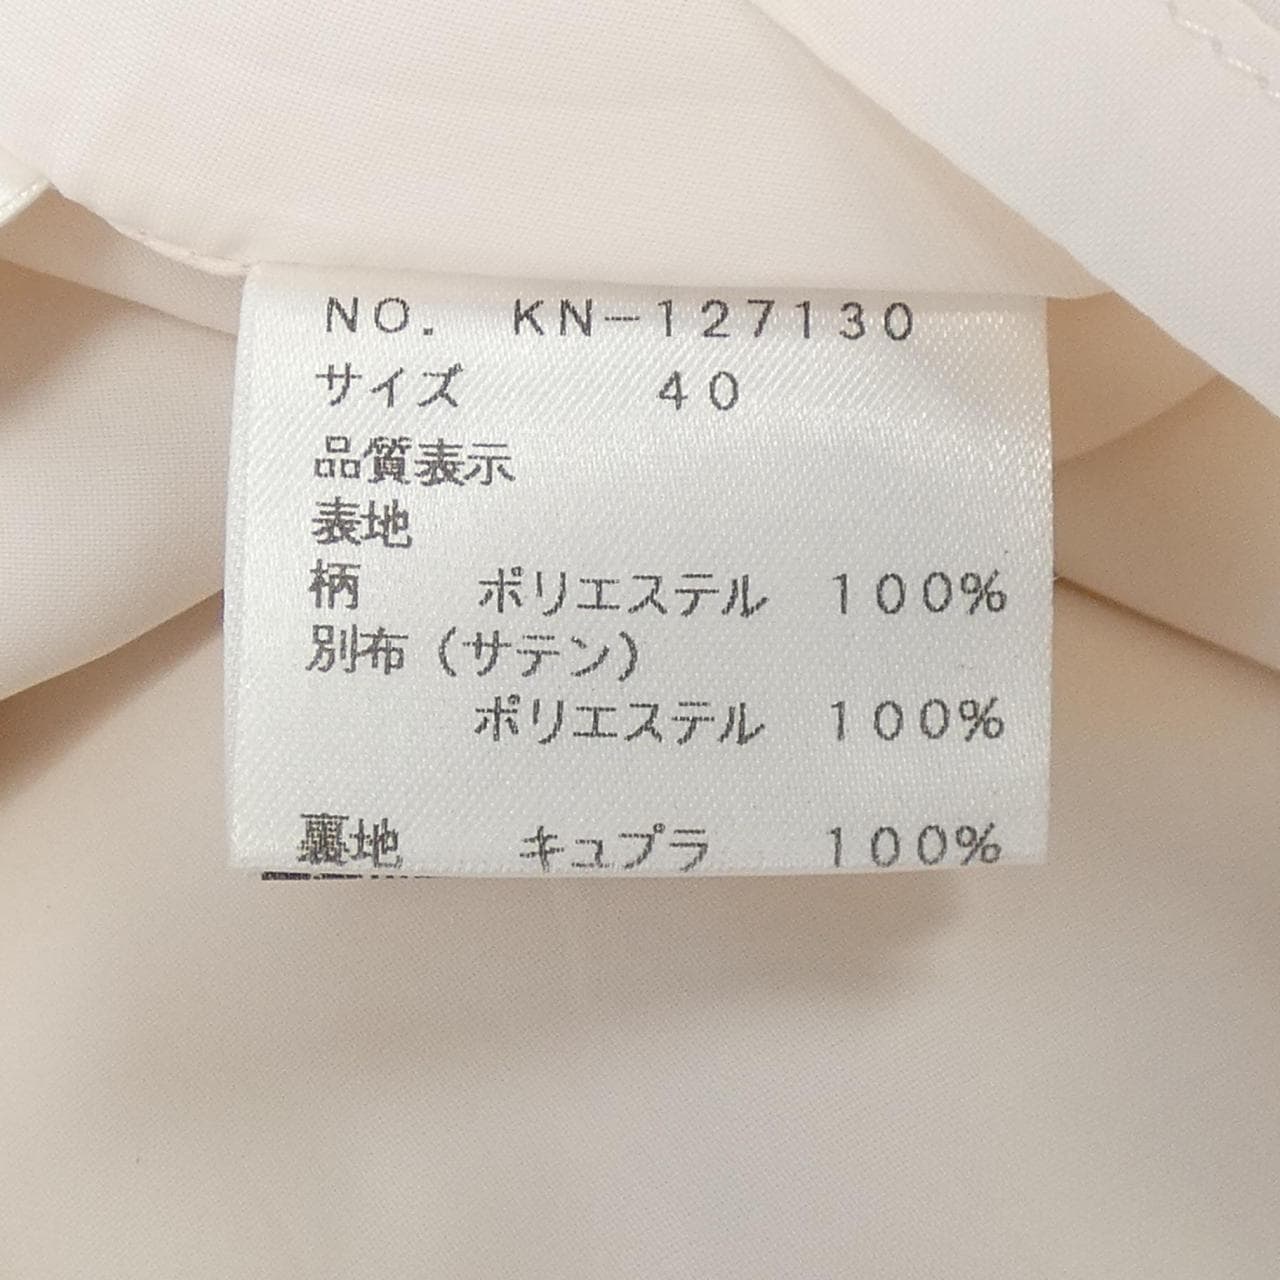 NO. KN-127130
サイズ 40
品質表示
表地
柄 ポリエステル 100%
別布(サテン)
ポリエステル 100%
裏地 キュプラ 100%